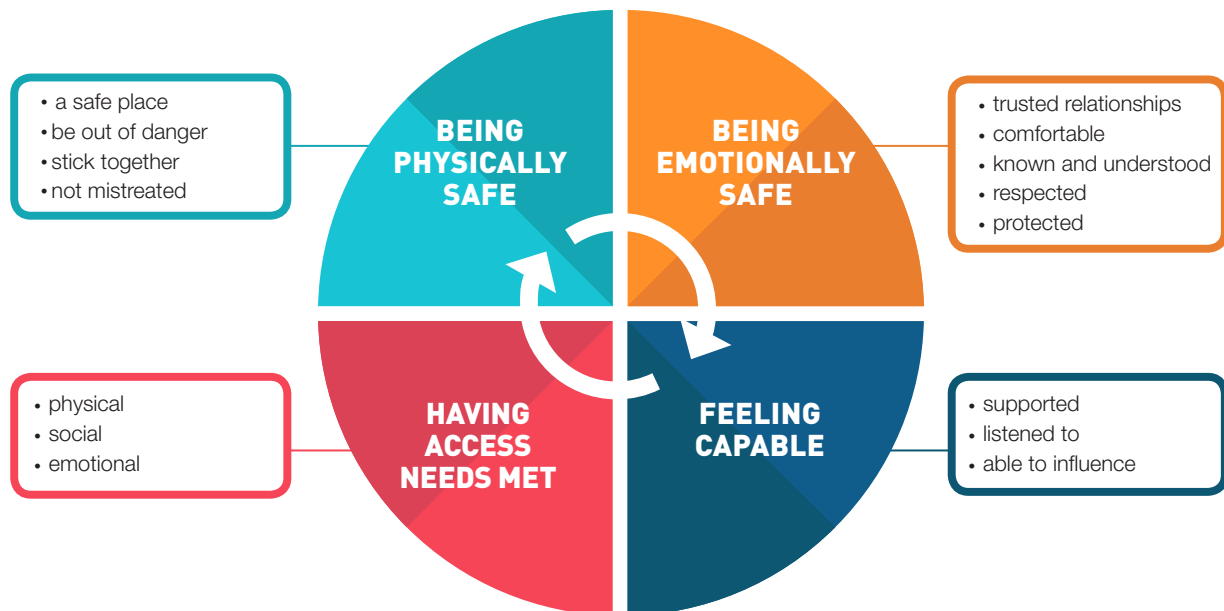 • a safe place
• be out of danger
• stick together
• not mistreated
BEING
PHYSICALLY
SAFE
BEING
EMOTIONALLY
SAFE
• trusted relationships
• comfortable
• known and understood
• respected
• protected
• physical
• social
• emotional
HAVING
ACCESS
NEEDS MET
FEELING
CAPABLE
• supported
• listened to
• able to influence